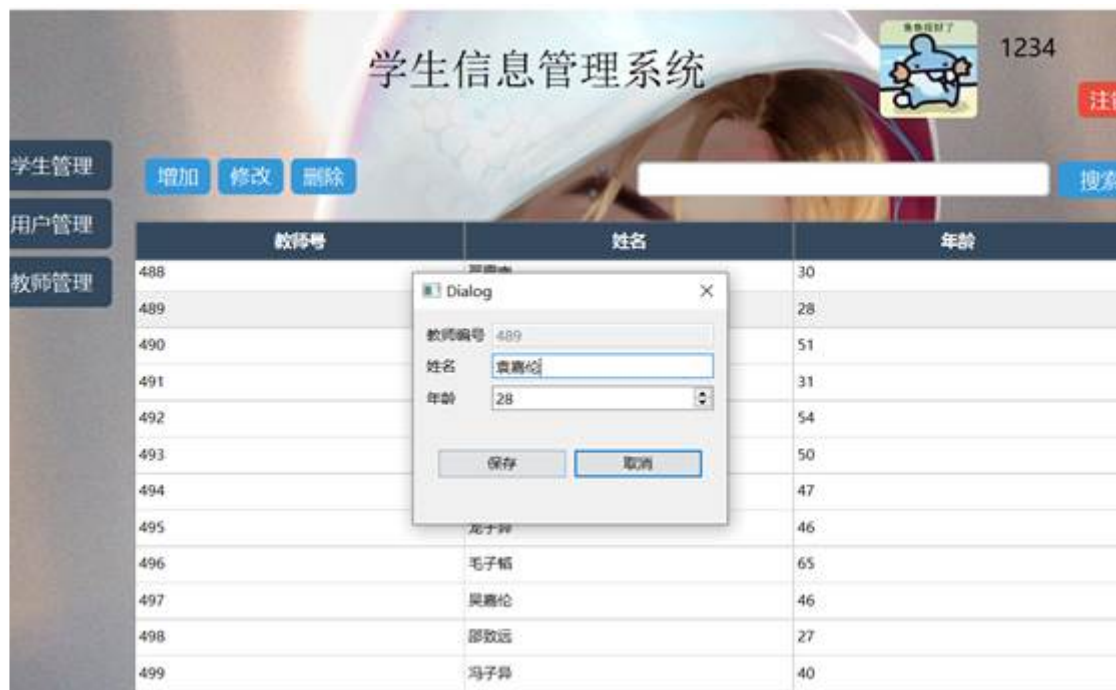 学生信息管理系统
1234
学生管理
用户管理
教师管理
增加 修改 删除
教师号 姓名 年龄
488 30
489 28
490 51
491 31
492 54
493 50
494 47
495 龙子异 46
496 毛子韬 65
497 吴嘉伦 46
498 邵致远 27
499 冯子异 40
Dialog
教师编号 489
姓名 袁嘉伦
年龄 28
保存 取消